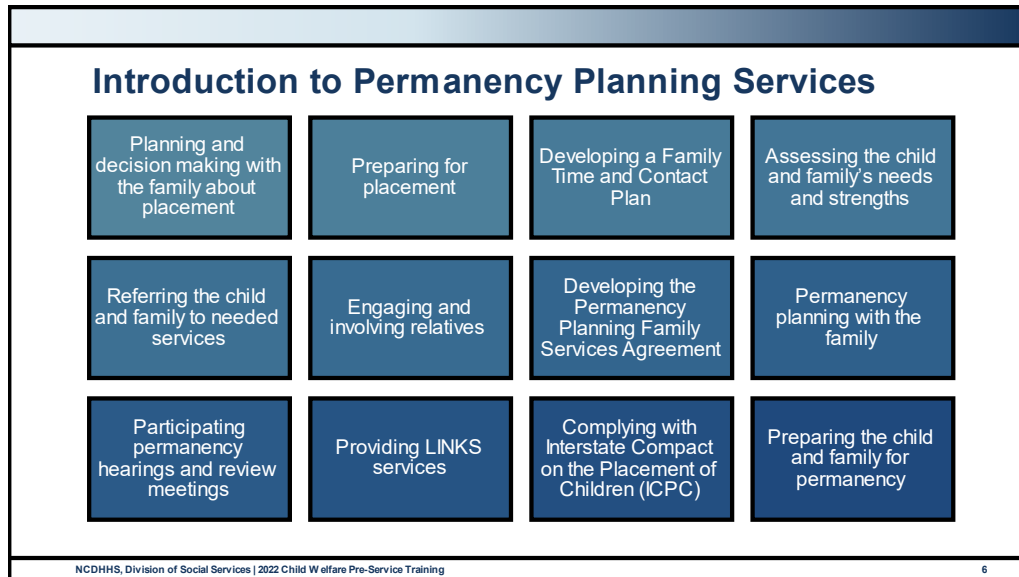 Introduction to Permanency Planning Services
Planning and
decision making with
the family about
placement
Preparing for
placement
Developing a Family
Time and Contact
Plan
Assessing the child
and family's needs
and strengths
Referring the child
and family to needed
services
Engaging and
involving relatives
Developing the
Permanency
Planning Family
Services Agreement
Permanency
planning with the
family
Participating
permanency
hearings and review
meetings
Providing LINKS
services
Complying with
Interstate Compact
on the Placement of
Children (ICPC)
Preparing the child
and family for
permanency
NCDHHS, Division of Social Services | 2022 Child Welfare Pre-Service Training
6